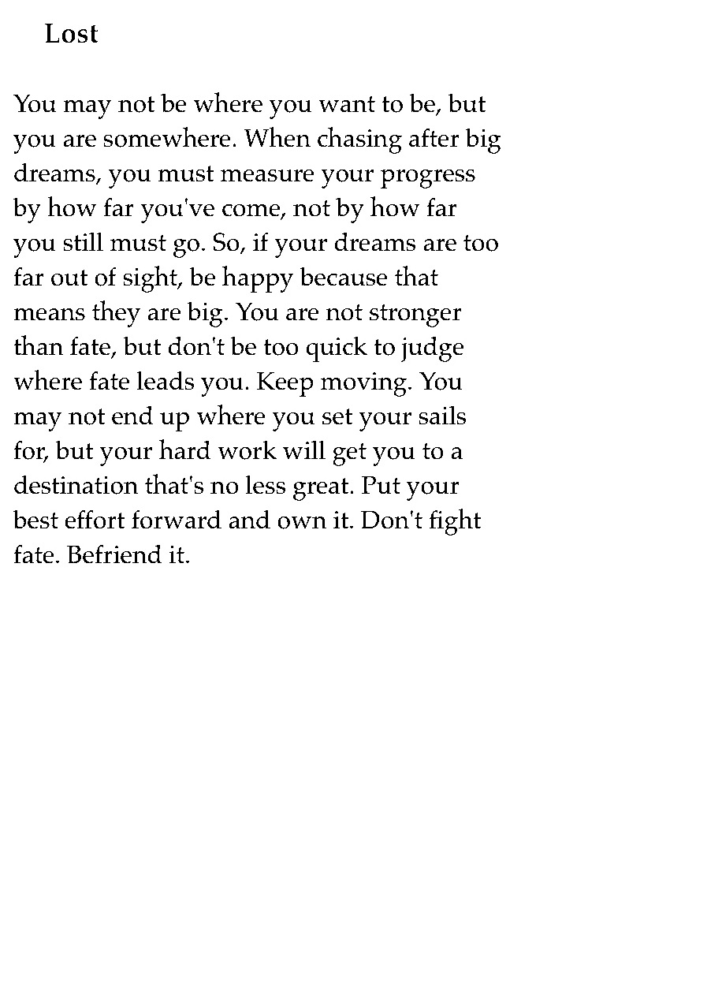 Lost
You may not be where you want to be, but
you are somewhere. When chasing after big
dreams, you must measure your progress
by how far you've come, not by how far
you still must go. So, if your dreams are too
far out of sight, be happy because that
means they are big. You are not stronger
than fate, but don't be too quick to judge
where fate leads you. Keep moving. You
may not end up where you set your sails
for, but your hard work will get you to a
destination that's no less great. Put your
best effort forward and own it. Don't fight
fate. Befriend it.